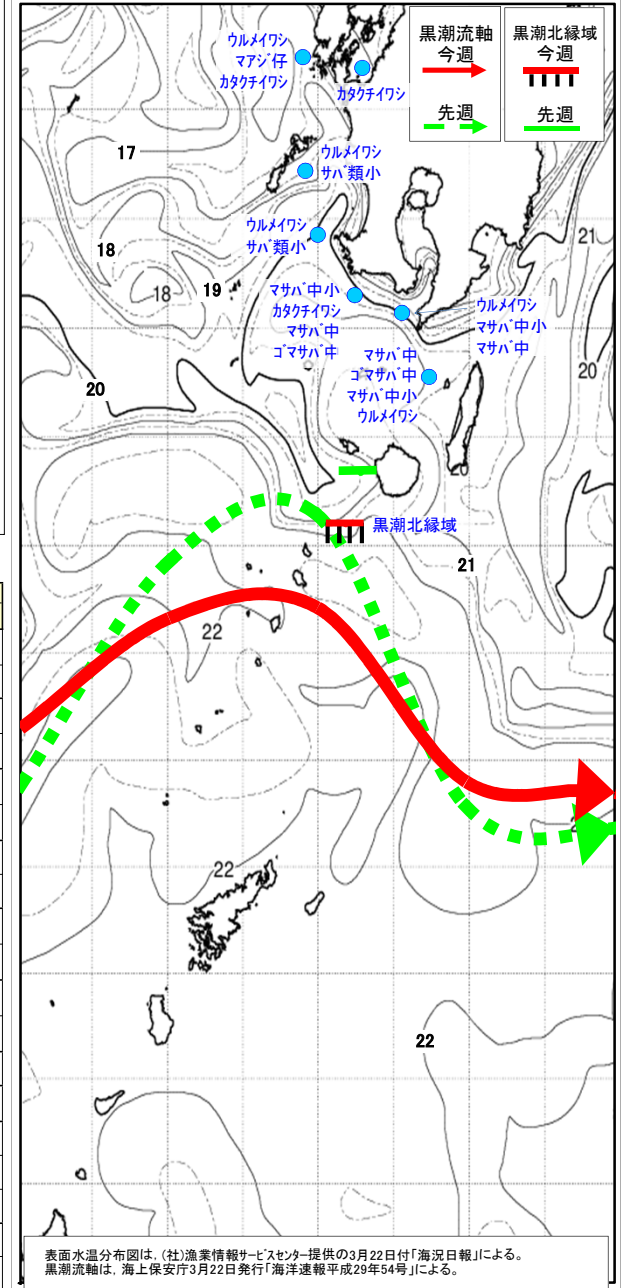 黒潮流軸
今週
先週
黒潮北縁域
今週
先週
ウルメイワシ
マアジ仔
カタクチイワシ
カタクチイワシ
17
ウルメイワシ
サバ類小
ウルメイワシ
サバ類小
21
18
18
19
マサバ中小
カタクチイワシ
マサバ中
ゴマサバ中
ウルメイワシ
マサバ中小
マサバ中
マサバ中
ゴマサバ中
マサバ中小
ウルメイワシ
20
20
20
黒潮北縁域
21
22
22
22
表面水温分布図は，(社)漁業情報サービスセンター提供の3月22日付「海況日報」による。
黒潮流軸は，海上保安庁3月22日発行「海洋速報平成29年54号」による。